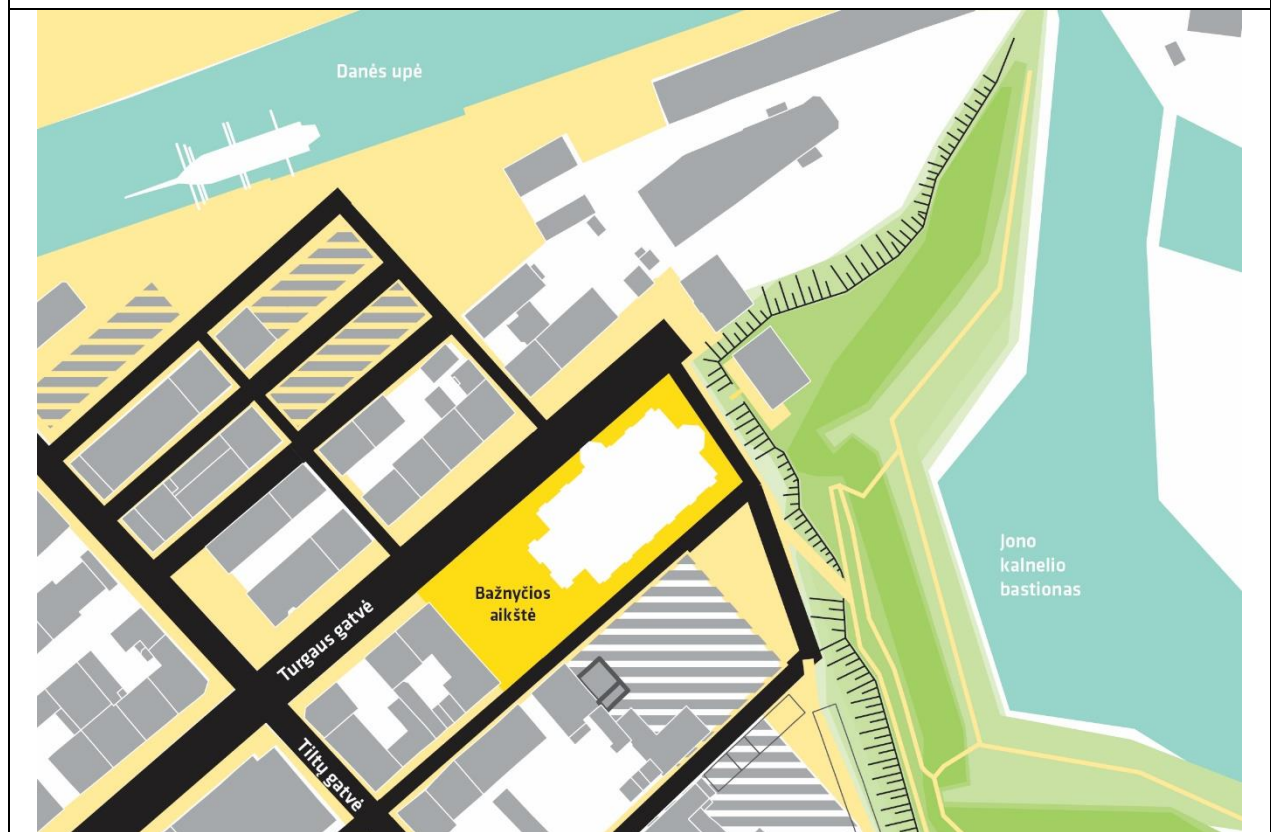 Danės upė
Jono
kalnelio
bastionas
Bažnyčios
aikštė
Turgaus gatvė
Tiltų gatvė